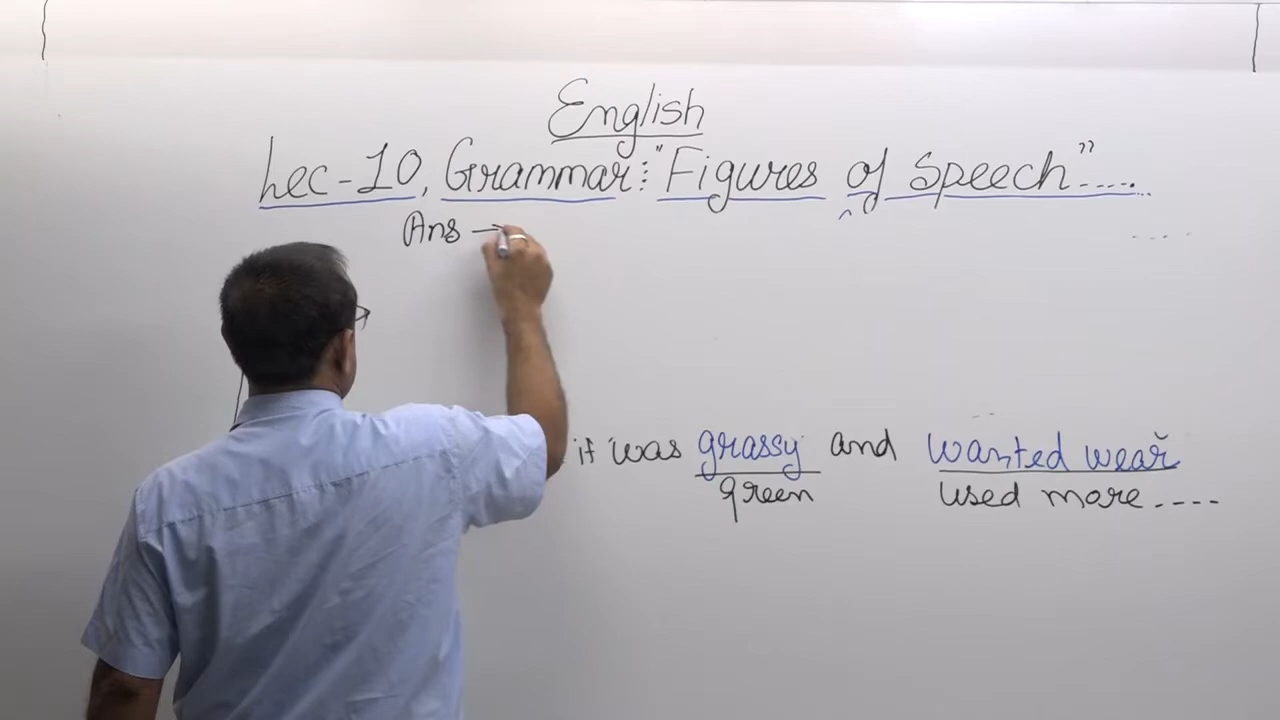 English
Lec-10, Grammar: "Figures of Speech".....
Ans →
it was grassy and wanted wear
green used more....